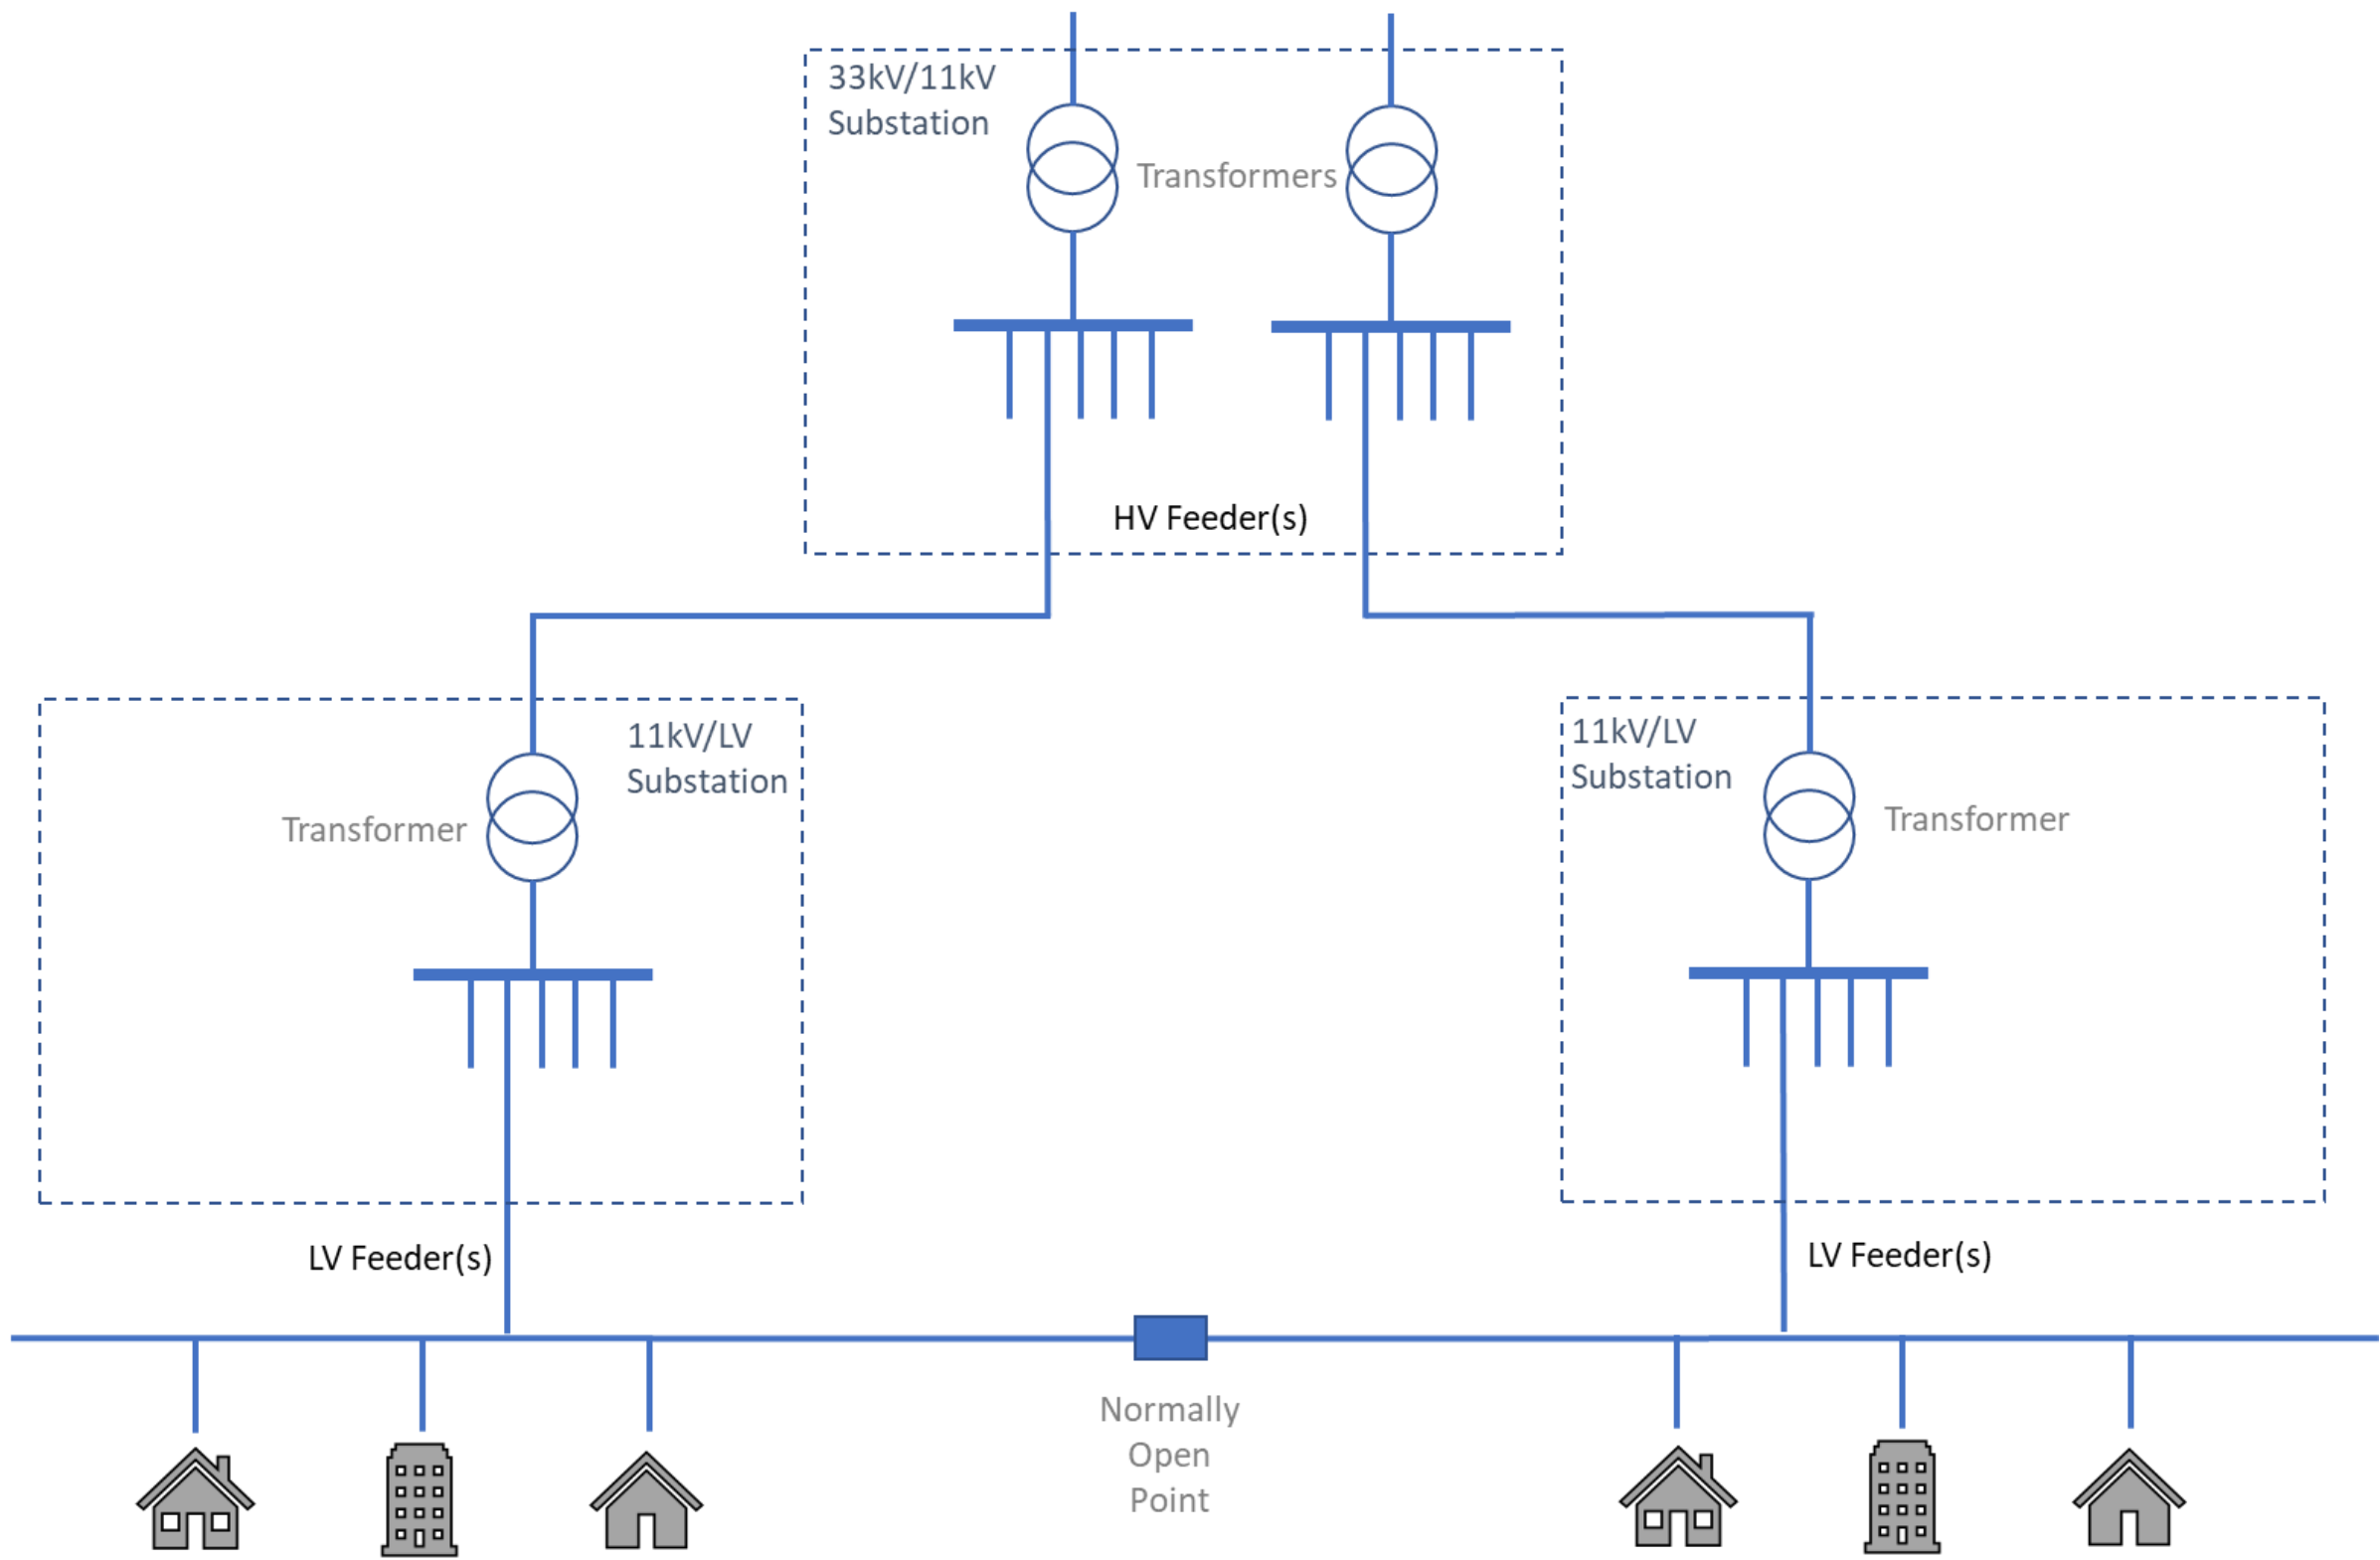 33kV/11kV
Substation
Transformers
HV Feeder(s)
11kV/LV
Substation
Transformer
11kV/LV
Substation
Transformer
LV Feeder(s)
LV Feeder(s)
Normally
Open
Point